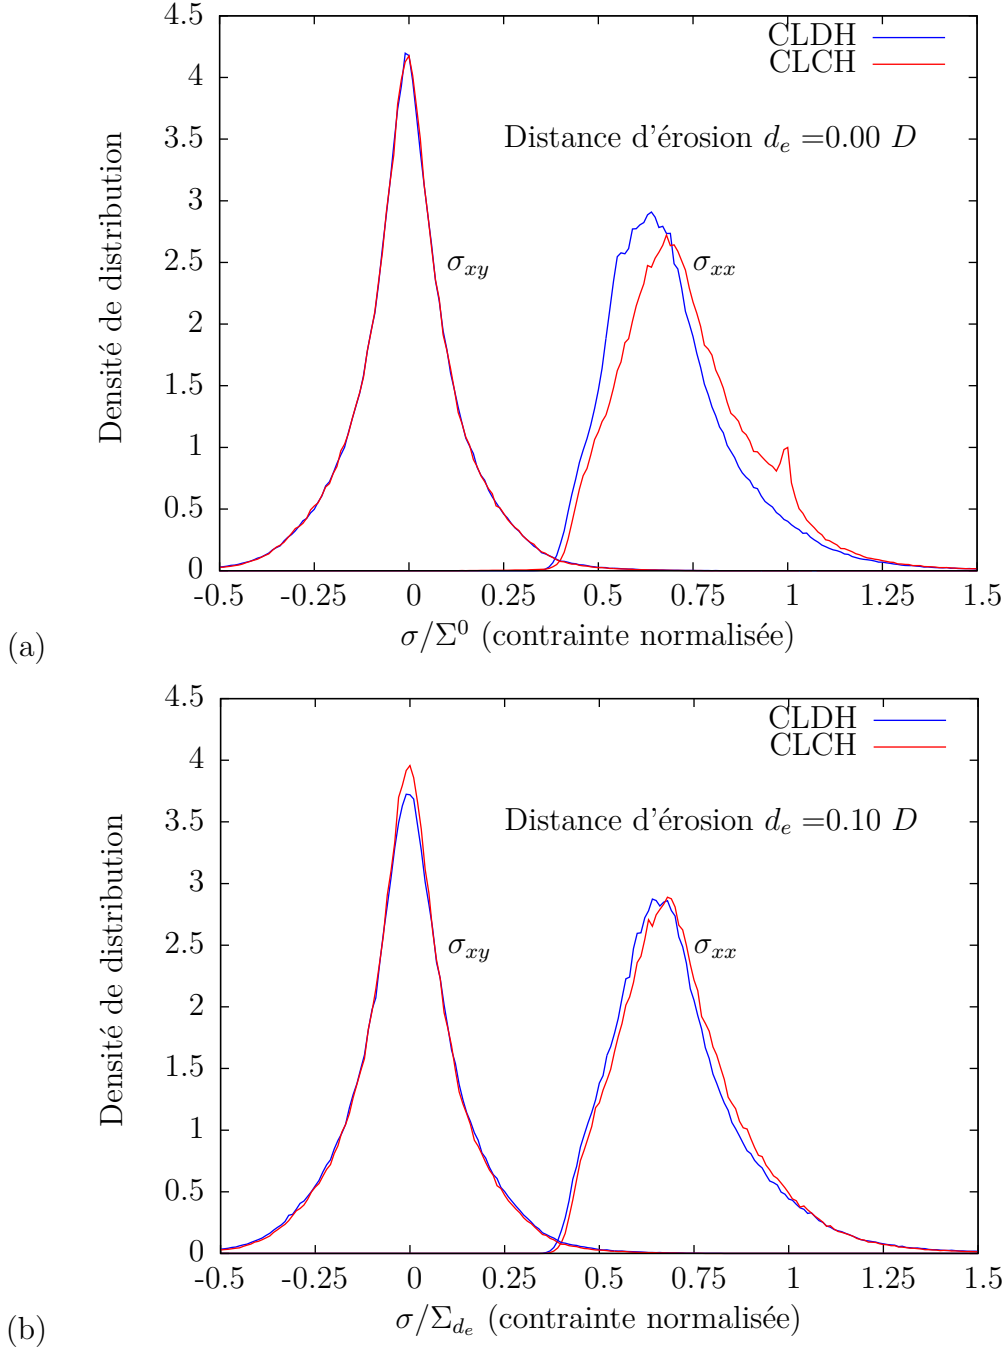 4.5
4
3.5
3
2.5
2
1.5
1
0.5
0
Densité de distribution
CLDH
CLCH
Distance d'érosion d_e =0.00 D
σ_xy
σ_xx
-0.5 -0.25 0 0.25 0.5 0.75 1 1.25 1.5
σ/Σ^0 (contrainte normalisée)
(a)
4.5
4
3.5
3
2.5
2
1.5
1
0.5
0
Densité de distribution
CLDH
CLCH
Distance d'érosion d_e =0.10 D
σ_xy
σ_xx
-0.5 -0.25 0 0.25 0.5 0.75 1 1.25 1.5
σ/Σ_{d_e} (contrainte normalisée)
(b)